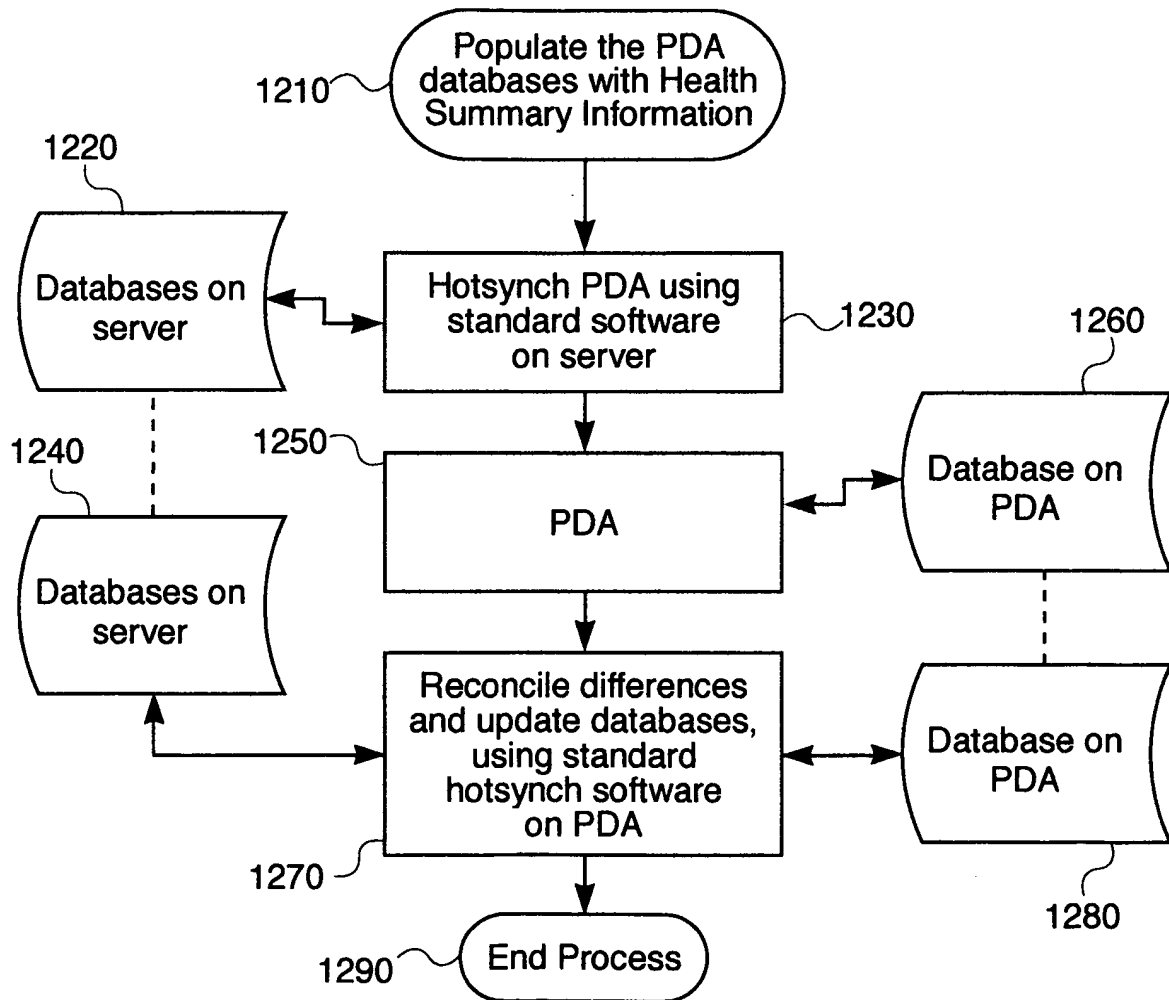 Populate the PDA
databases with Health
Summary Information
1210
1220
Databases on
server
Hotsynch PDA using
standard software
on server
1230
1260
1240
1250
Database on
PDA
PDA
Databases on
server
Reconcile differences
and update databases,
using standard
hotsynch software
on PDA
Database on
PDA
1270
1280
End Process
1290